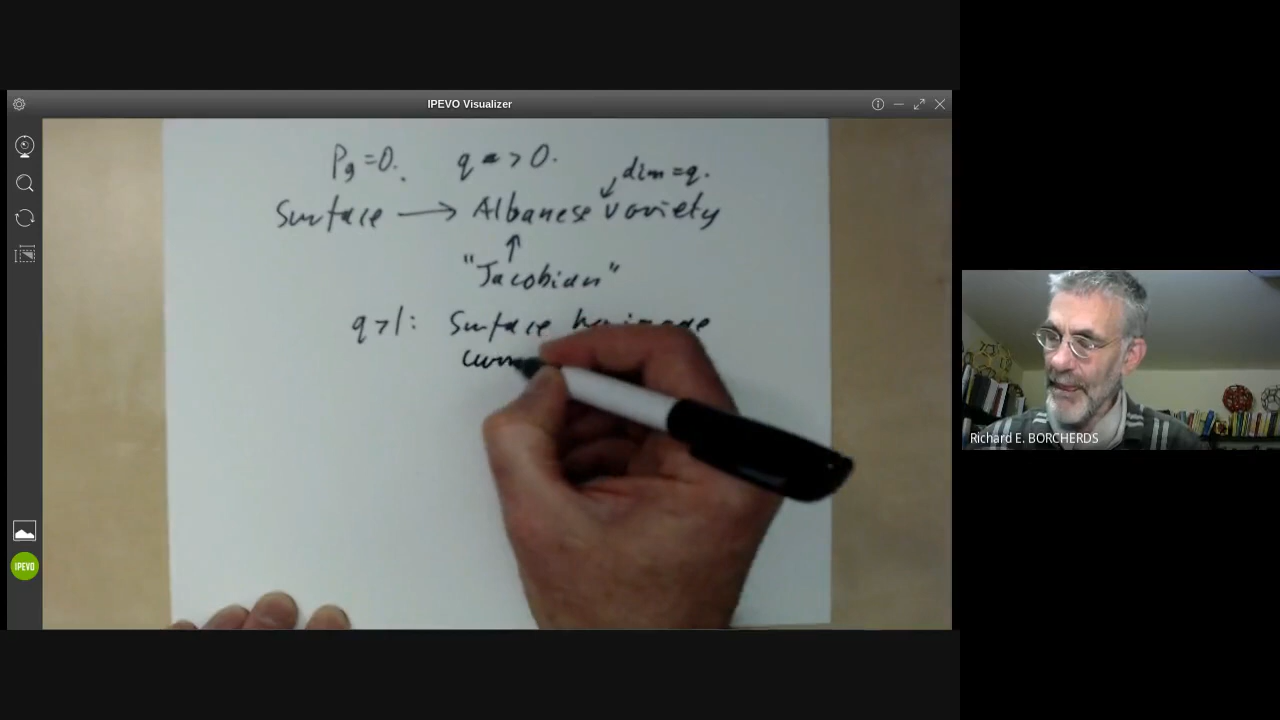 IPEVO Visualizer
Pg = 0. q > 0.
dim = q.
Surface → Albanese variety
↑
"Jacobian"
q > 1: Surface
IPEVO
Richard E. BORCHERDS